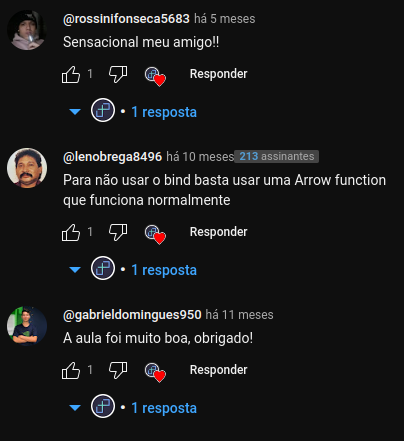 @rossinifonseca5683 há 5 meses
Sensacional meu amigo!!
1 Responder
• 1 resposta
@lenobrega8496 há 10 meses 213 assinantes
Para não usar o bind basta usar uma Arrow function
que funciona normalmente
1 Responder
• 1 resposta
@gabrieldomingues950 há 11 meses
A aula foi muito boa, obrigado!
1 Responder
• 1 resposta